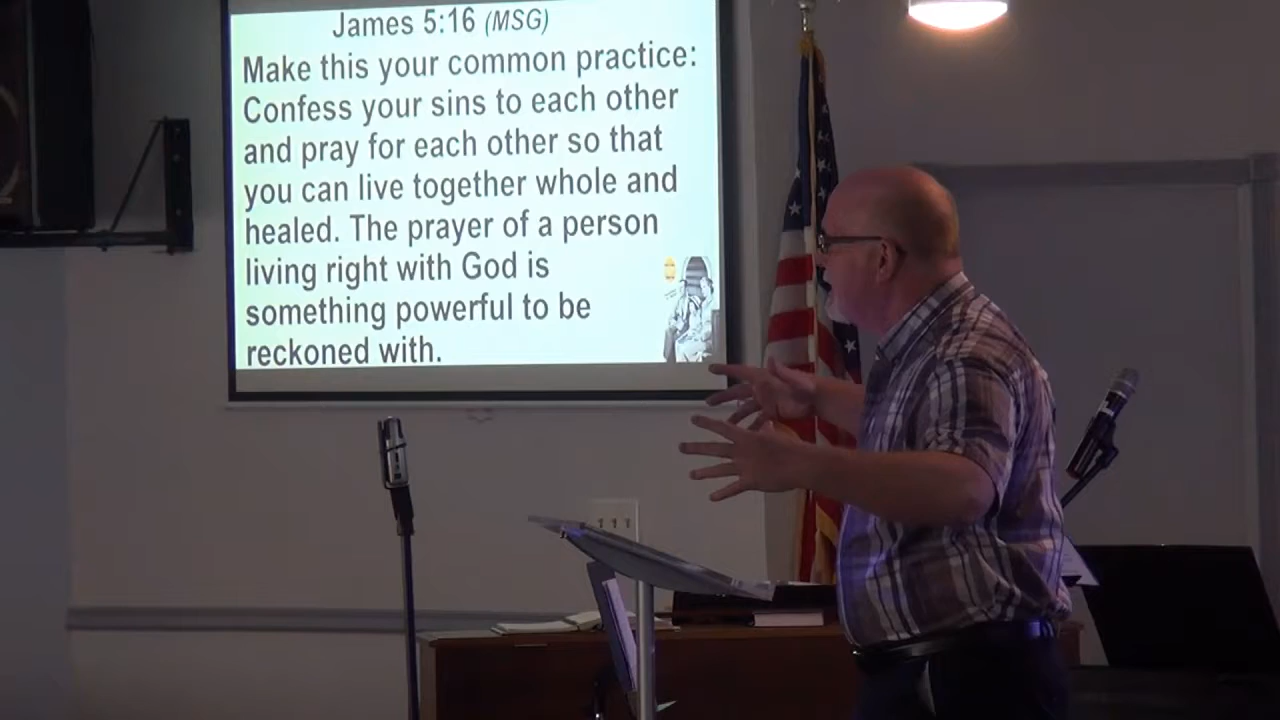 James 5:16 (MSG)
Make this your common practice:
Confess your sins to each other
and pray for each other so that
you can live together whole and
healed. The prayer of a person
living right with God is
something powerful to be
reckoned with.